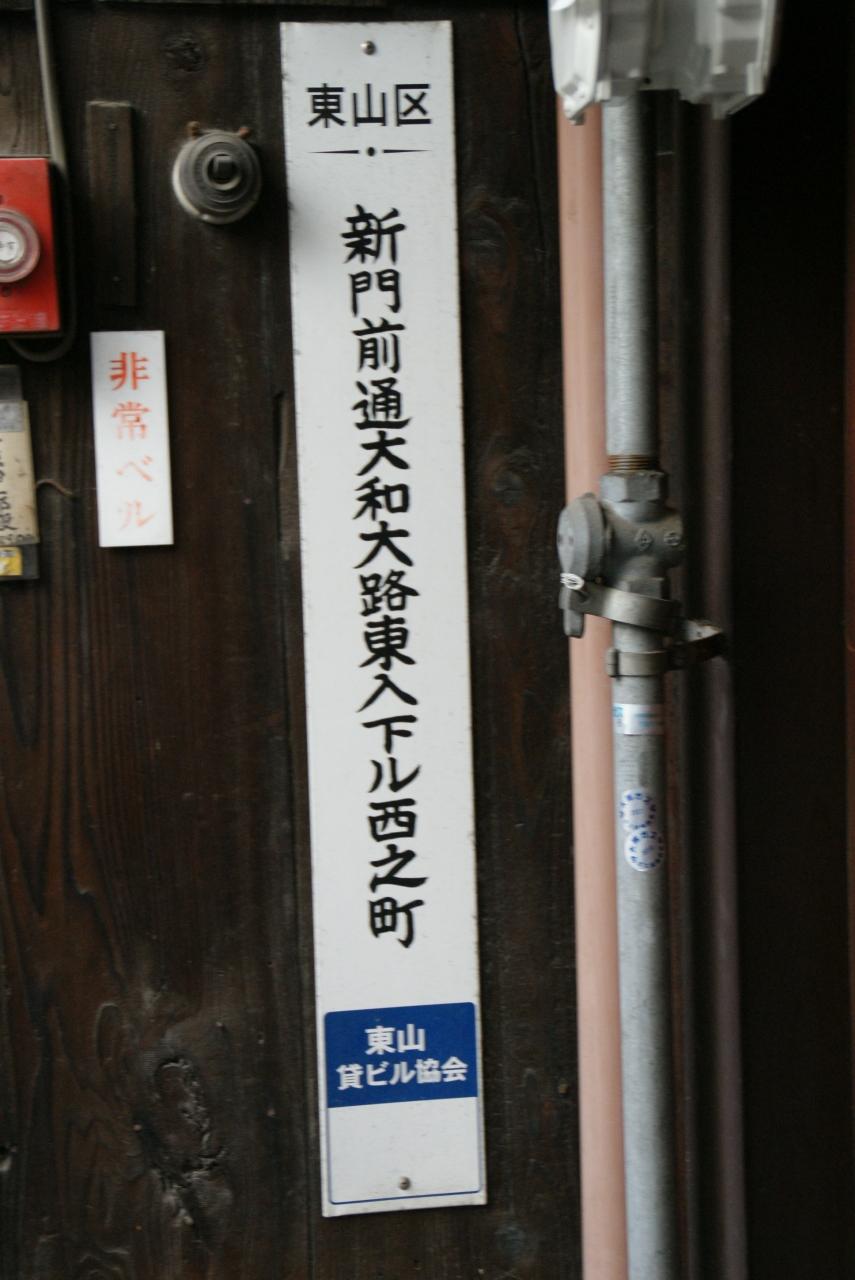 東山区
新門前通大和大路東入下ル西之町
東山
貸ビル協会
非常ベル